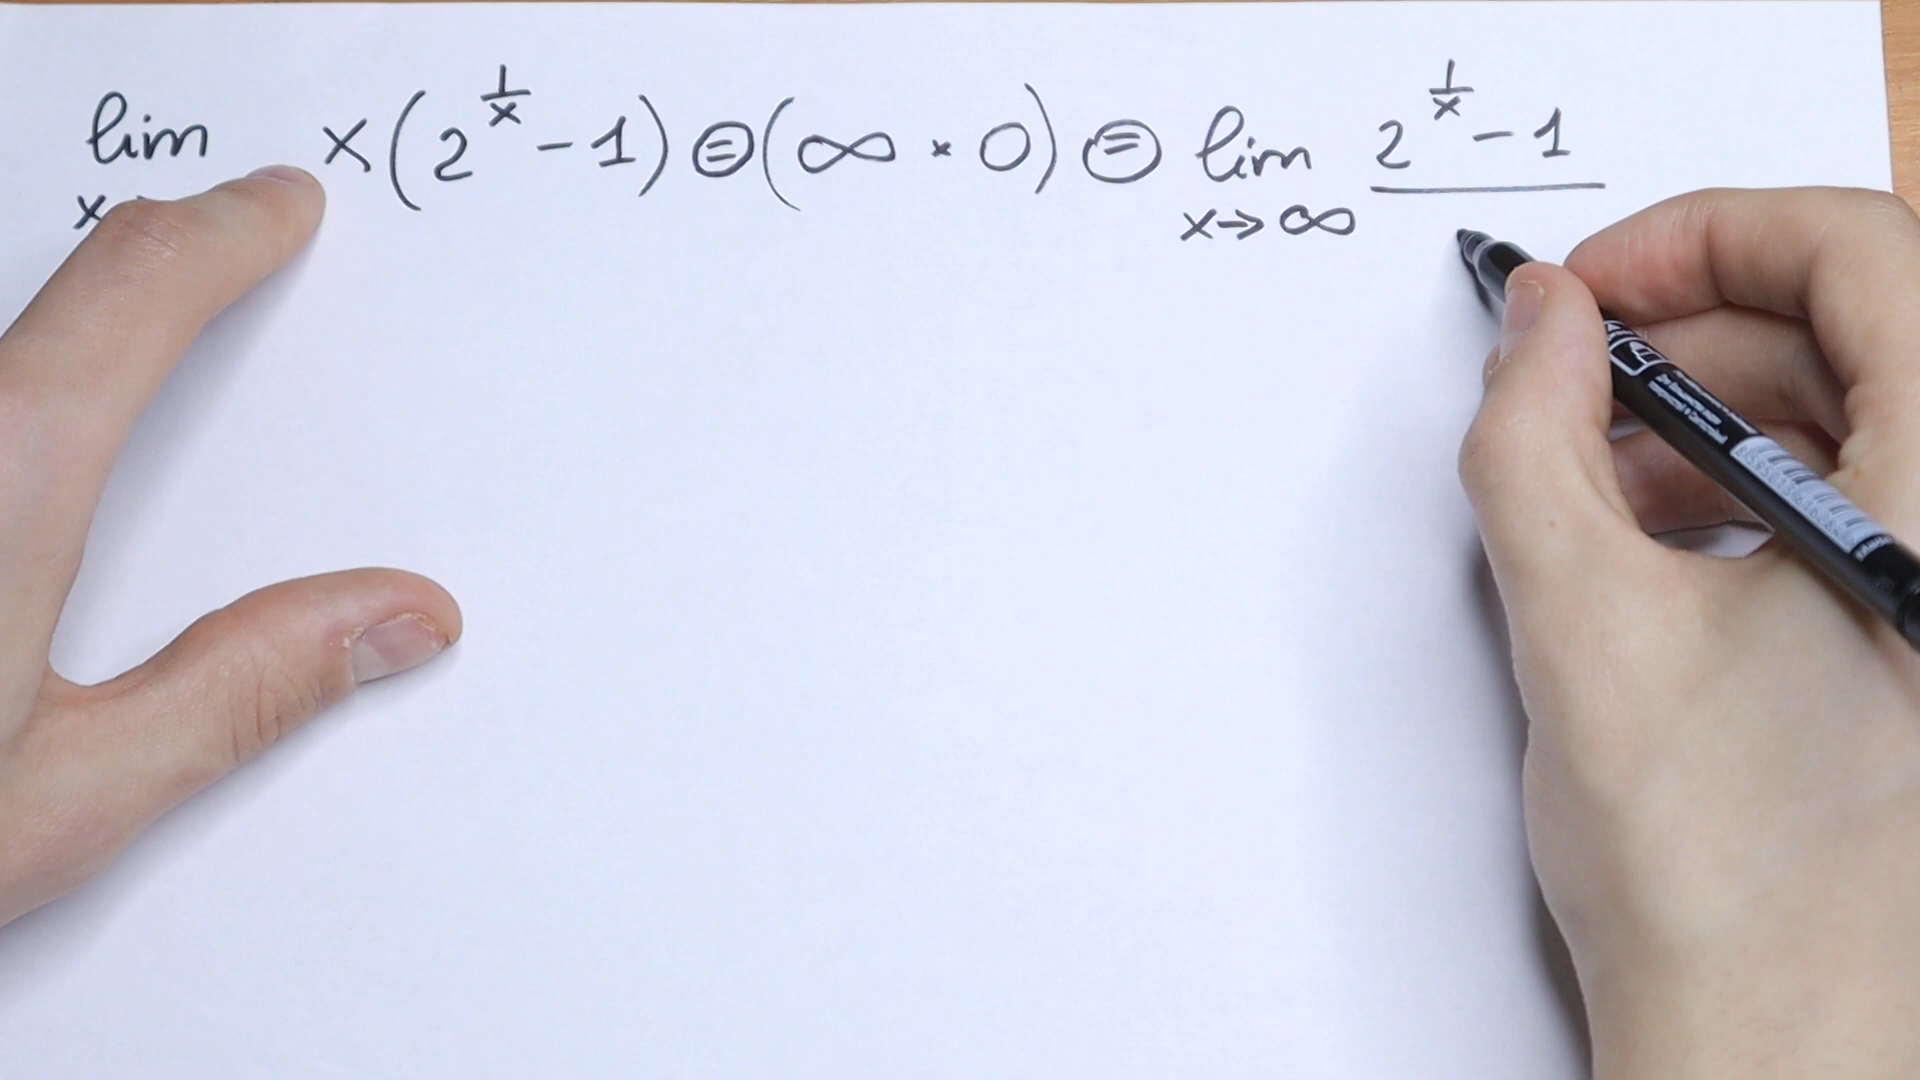 lim x(2^(1/x) - 1) ⊜ (∞ × 0) ⊜ lim (2^(1/x) - 1)
x x→∞